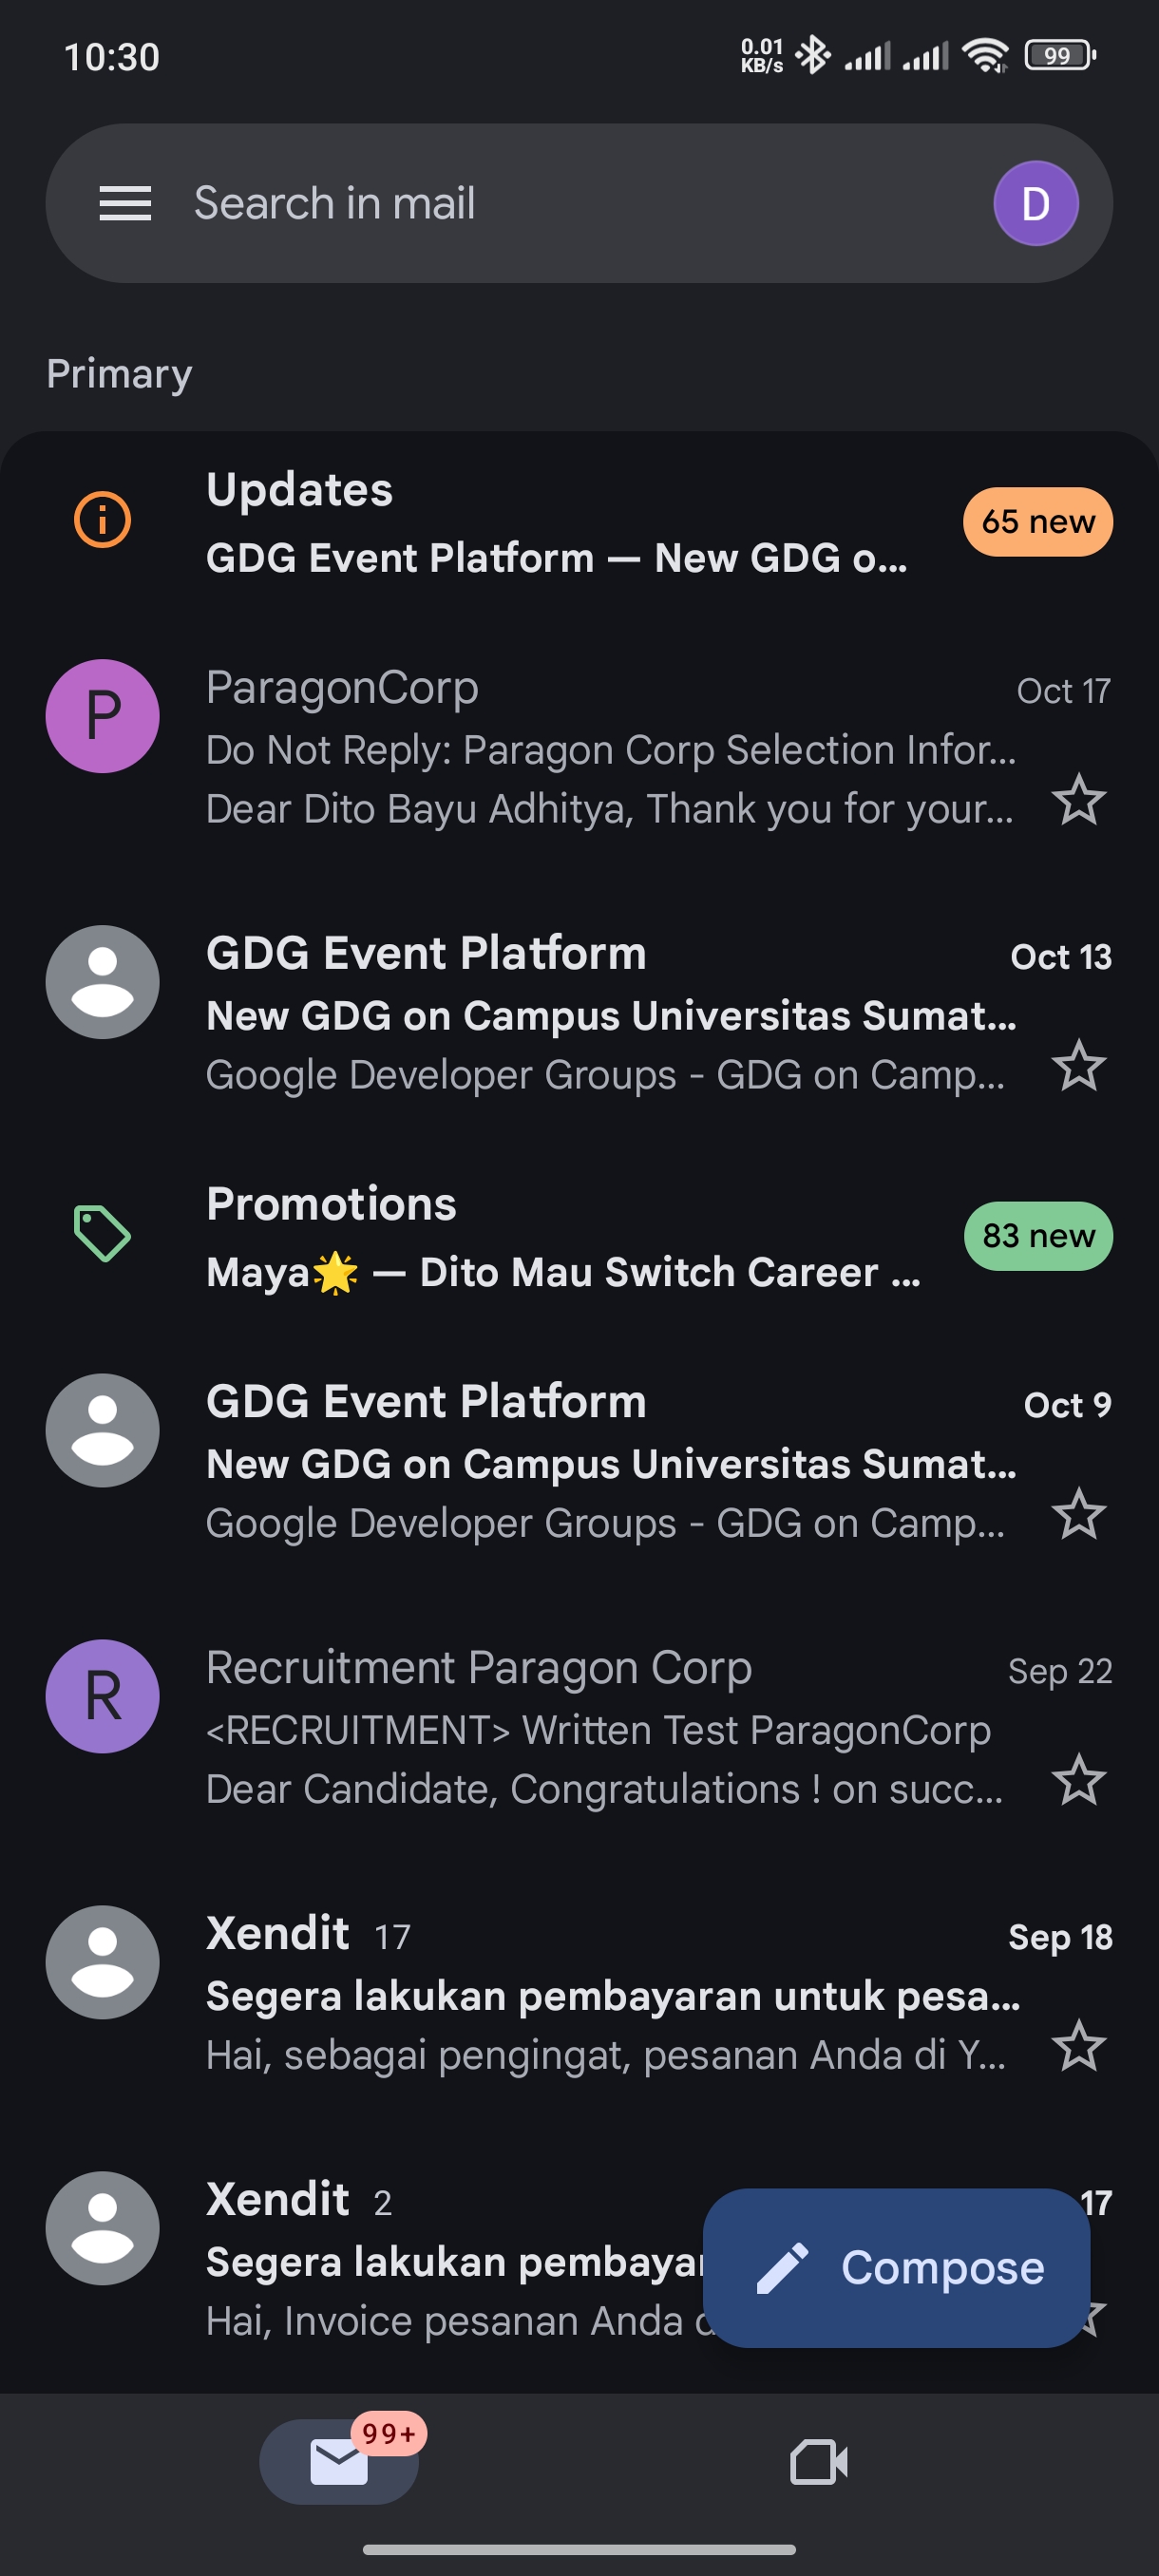 10:30
0.01
KB/s
99
Search in mail
D
Primary
Updates
65 new
GDG Event Platform — New GDG o...
P
ParagonCorp
Oct 17
Do Not Reply: Paragon Corp Selection Infor...
Dear Dito Bayu Adhitya, Thank you for your...
GDG Event Platform
Oct 13
New GDG on Campus Universitas Sumat...
Google Developer Groups - GDG on Camp...
Promotions
83 new
Maya🌟 — Dito Mau Switch Career ...
GDG Event Platform
Oct 9
New GDG on Campus Universitas Sumat...
Google Developer Groups - GDG on Camp...
R
Recruitment Paragon Corp
Sep 22
<RECRUITMENT> Written Test ParagonCorp
Dear Candidate, Congratulations ! on succ...
Xendit 17
Sep 18
Segera lakukan pembayaran untuk pesa...
Hai, sebagai pengingat, pesanan Anda di Y...
Xendit 2
17
Segera lakukan
Hai, Invoice pesanan Anda
Compose
99+